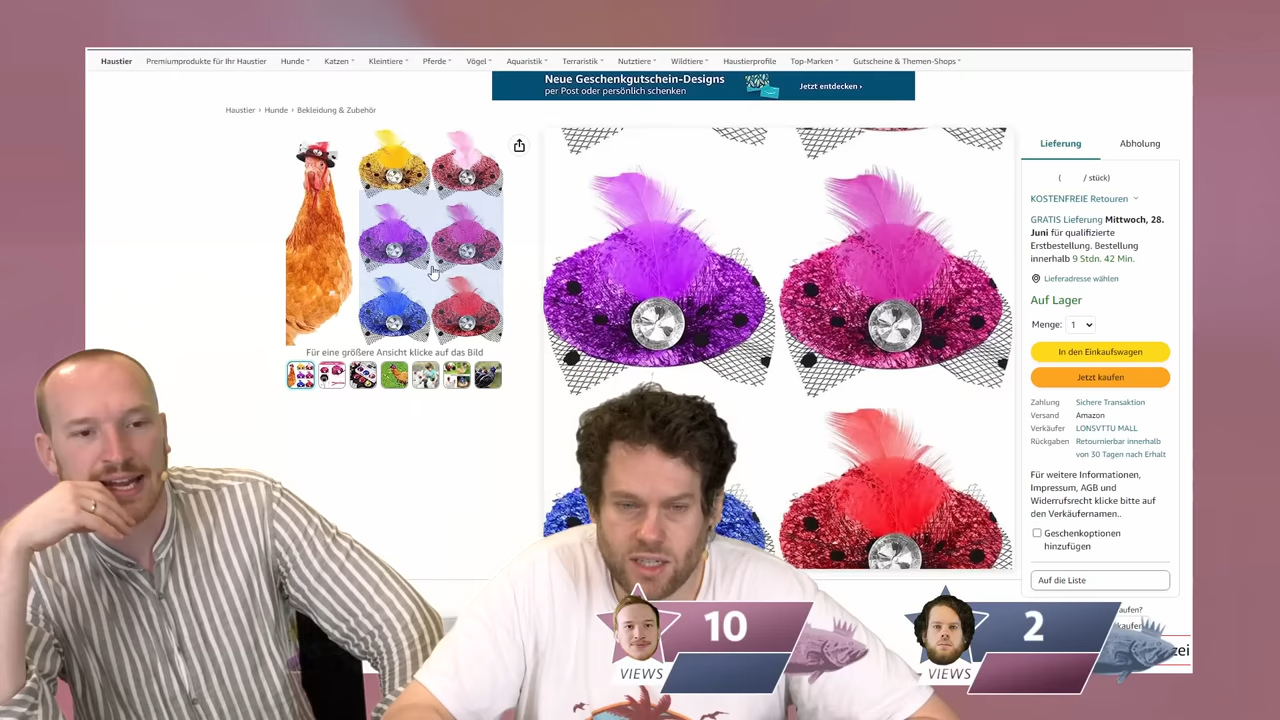 Haustier Premiumprodukte für Ihr Haustier Hunde Katzen Kleintiere Pferde Vögel Aquaristik Terraristik Nutztiere Wildtiere Haustierprofile Top-Marken Gutscheine & Themen-Shops
Neue Geschenkgutschein-Designs
per Post oder persönlich schenken
Jetzt entdecken ›
Haustier › Hunde › Bekleidung & Zubehör
Lieferung Abholung
( / stück)
KOSTENFREIE Retouren
GRATIS Lieferung Mittwoch, 28.
Juni für qualifizierte
Erstbestellung. Bestellung
innerhalb 9 Stdn. 42 Min.
Lieferadresse wählen
Auf Lager
Menge: 1
In den Einkaufswagen
Jetzt kaufen
Zahlung Sichere Transaktion
Versand Amazon
Verkäufer LONSVTTU MALL
Rückgaben Retournierbar innerhalb
von 30 Tagen nach Erhalt
Für weitere Informationen,
Impressum, AGB und
Widerrufsrecht klicke bitte auf
den Verkäufernamen..
Geschenkoptionen
hinzufügen
Auf die Liste
Für eine größere Ansicht klicke auf das Bild
aufen?
kaufen
zei
10
VIEWS
2
VIEWS